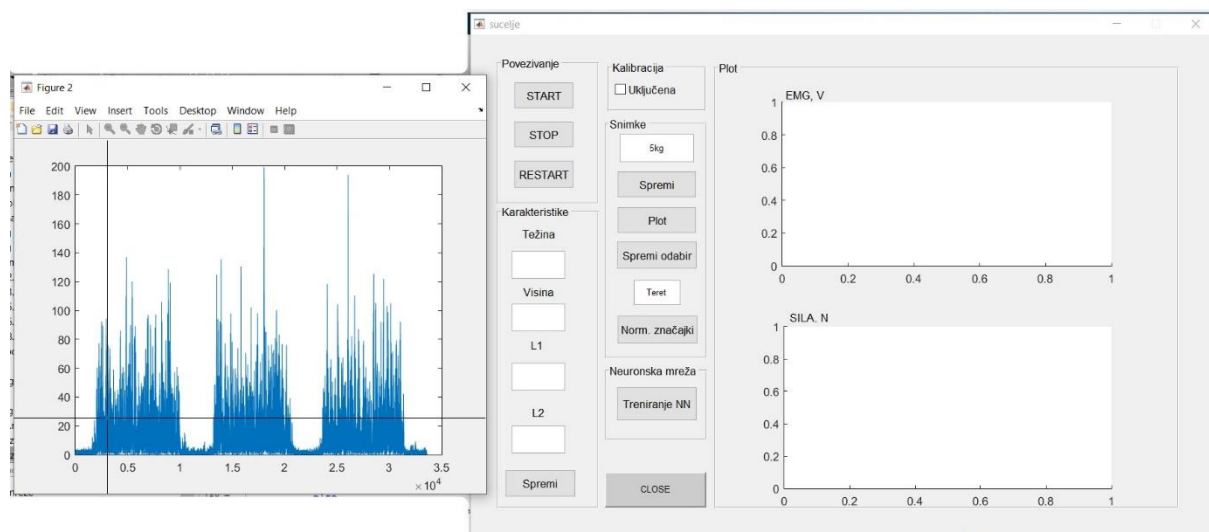 Figure 2
File Edit View Insert Tools Desktop Window Help
200
180
160
140
120
100
80
60
40
20
0
0 0.5 1 1.5 2 2.5 3 3.5
× 10⁴
sucelje
Povezivanje
START
STOP
RESTART
Karakteristike
Težina
Visina
L1
L2
Spremi
Kalibracija
Uključena
Snimke
5kg
Spremi
Plot
Spremi odabir
Teret
Norm. značajki
Neuronska mreža
Treniranje NN
CLOSE
Plot
EMG, V
1
0.8
0.6
0.4
0.2
0
0 0.2 0.4 0.6 0.8 1
SILA, N
1
0.8
0.6
0.4
0.2
0
0 0.2 0.4 0.6 0.8 1